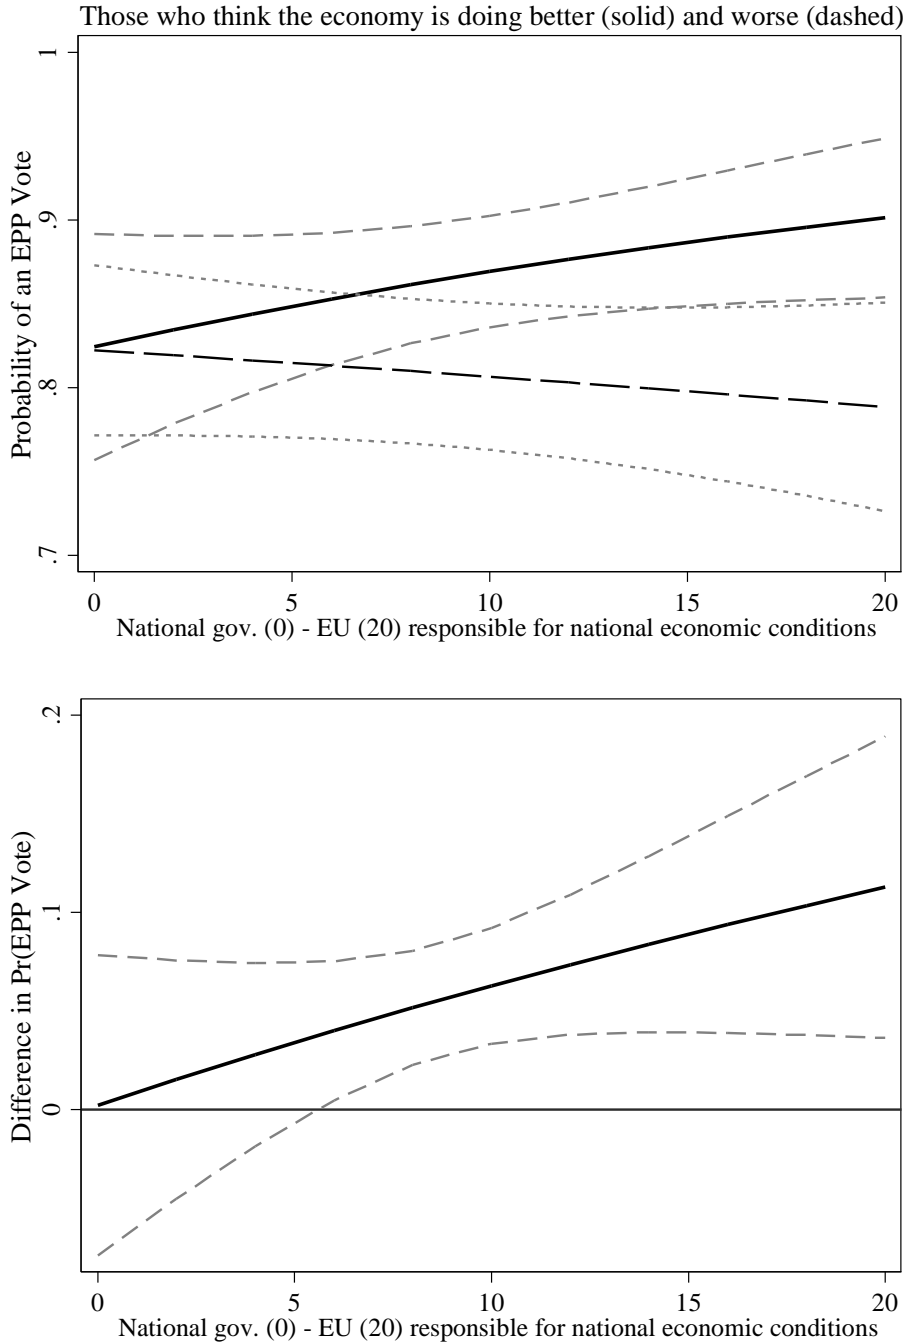 Those who think the economy is doing better (solid) and worse (dashed)
Probability of an EPP Vote
1
.9
.8
.7
0 5 10 15 20
National gov. (0) - EU (20) responsible for national economic conditions
Difference in Pr(EPP Vote)
.2
.1
0
0 5 10 15 20
National gov. (0) - EU (20) responsible for national economic conditions